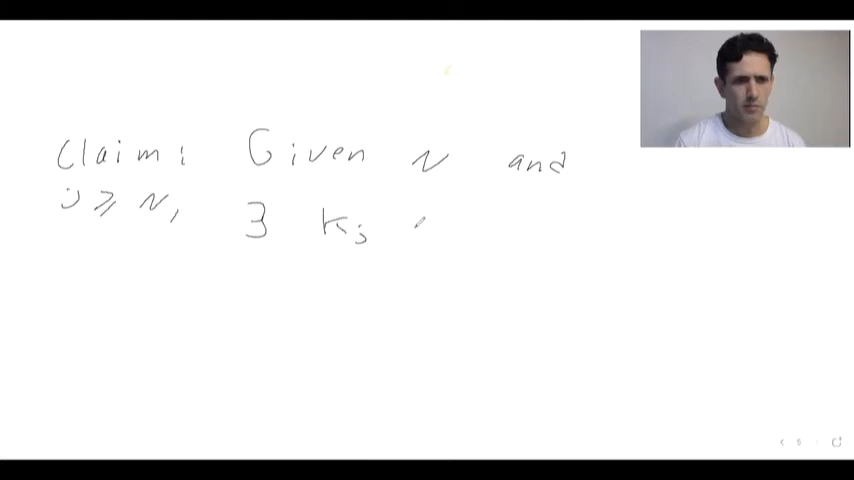 Claim: Given N and
j ≥ N, ∃ K_j